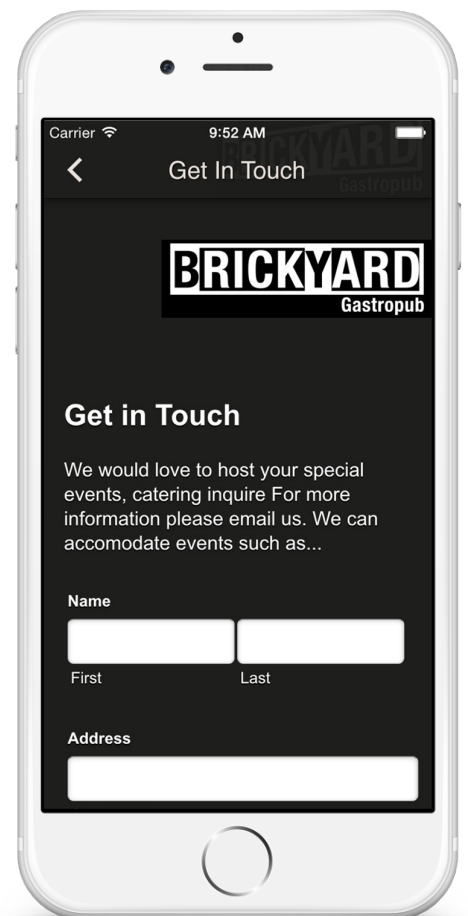 Carrier
9:52 AM
BRICKYARD
Gastropub
Get In Touch
BRICKYARD
Gastropub
Get in Touch
We would love to host your special
events, catering inquire For more
information please email us. We can
accomodate events such as...
Name
First Last
Address